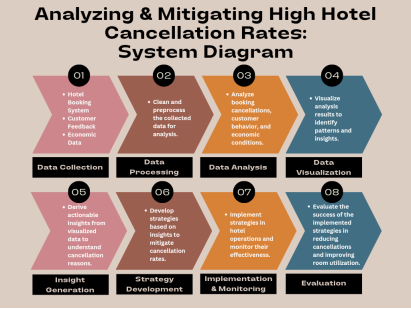 Analyzing & Mitigating High Hotel
Cancellation Rates:
System Diagram
01
• Hotel
Booking
System
• Customer
Feedback
• Economic
Data
Data Collection
02
• Clean and
preprocess
the collected
data for
analysis.
Data
Processing
03
• Analyze
booking
cancellations,
customer
behavior, and
economic
conditions.
Data Analysis
04
• Visualize
analysis
results to
identify
patterns and
insights.
Data
Visualization
05
• Derive
actionable
insights from
visualized
data to
understand
cancellation
reasons.
Insight
Generation
06
• Develop
strategies
based on
insights to
mitigate
cancellation
rates.
Strategy
Development
07
• Implement
strategies in
hotel
operations and
monitor their
effectiveness.
Implementation
& Monitoring
08
• Evaluate the
success of the
implemented
strategies in
reducing
cancellations
and improving
room utilization.
Evaluation